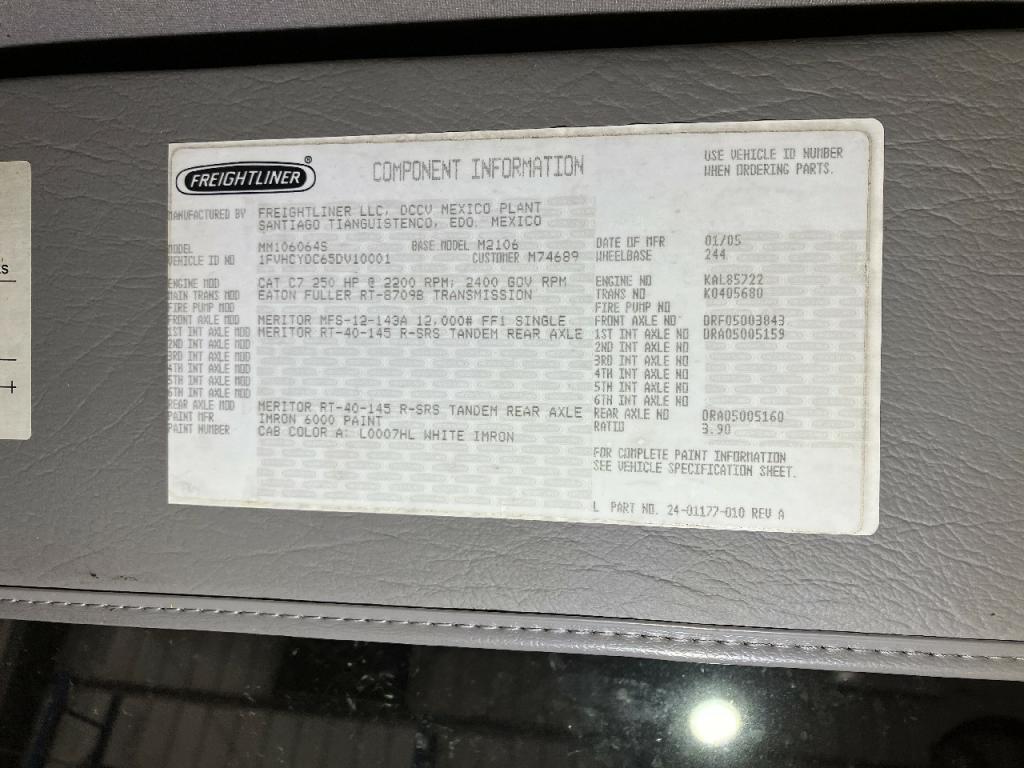 FREIGHTLINER®
COMPONENT INFORMATION
USE VEHICLE ID NUMBER
WHEN ORDERING PARTS.
MANUFACTURED BY FREIGHTLINER LLC, DCCV MEXICO PLANT
SANTIAGO TIANGUISTENCO, EDO. MEXICO
MODEL MM106064S BASE MODEL M2106 DATE OF MFR 01/05
VEHICLE ID NO 1FVHCYDC65DV10001 CUSTOMER M74689 WHEELBASE 244
ENGINE MOD CAT C7 250 HP @ 2200 RPM; 2400 GOV RPM ENGINE NO KAL85722
MAIN TRANS MOD EATON FULLER RT-8709B TRANSMISSION TRANS NO K0405680
FIRE PUMP MOD FIRE PUMP NO
FRONT AXLE MOD MERITOR MFS-12-143A 12,000# FF1 SINGLE FRONT AXLE NO DRF05003843
1ST INT AXLE MOD MERITOR RT-40-145 R-SRS TANDEM REAR AXLE 1ST INT AXLE NO DRA05005159
2ND INT AXLE MOD 2ND INT AXLE NO
3RD INT AXLE MOD 3RD INT AXLE NO
4TH INT AXLE MOD 4TH INT AXLE NO
5TH INT AXLE MOD 5TH INT AXLE NO
6TH INT AXLE MOD 6TH INT AXLE NO
REAR AXLE MOD MERITOR RT-40-145 R-SRS TANDEM REAR AXLE REAR AXLE NO DRA05005160
PAINT MFR IMRON 6000 PAINT RATIO 3.90
PAINT NUMBER CAB COLOR A: L0007HL WHITE IMRON
FOR COMPLETE PAINT INFORMATION
SEE VEHICLE SPECIFICATION SHEET.
L PART NO. 24-01177-010 REV A